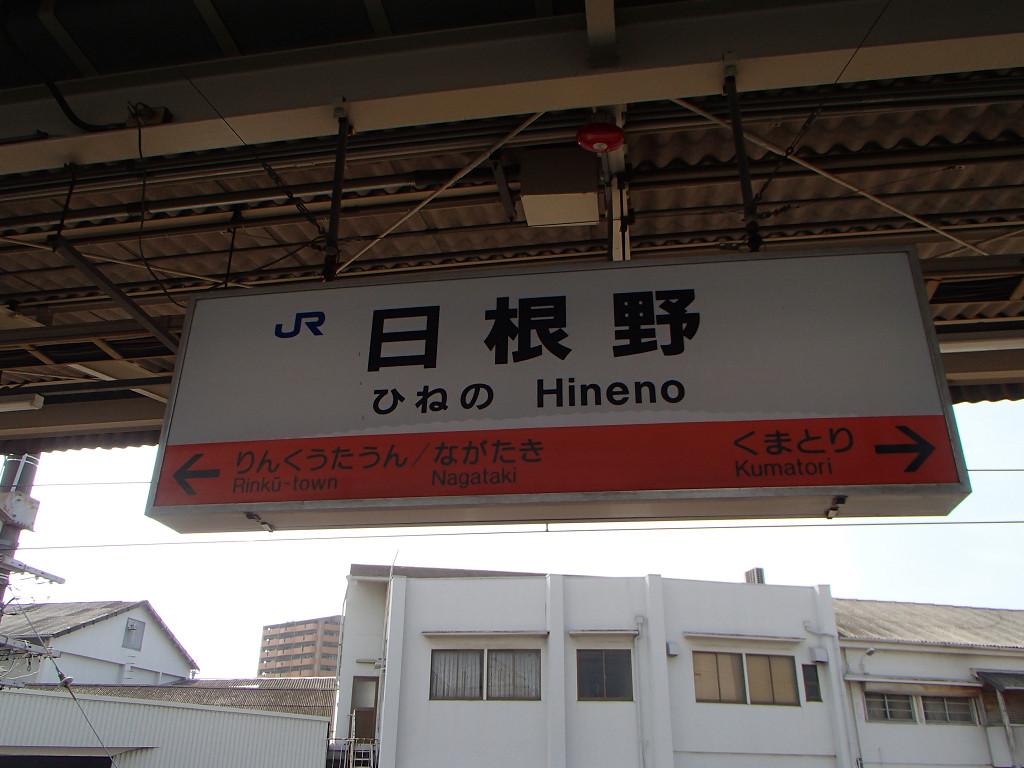 JR 日根野
ひねの Hineno
← りんくうたうん/ながたき くまとり →
Rinkū-town Nagataki Kumatori